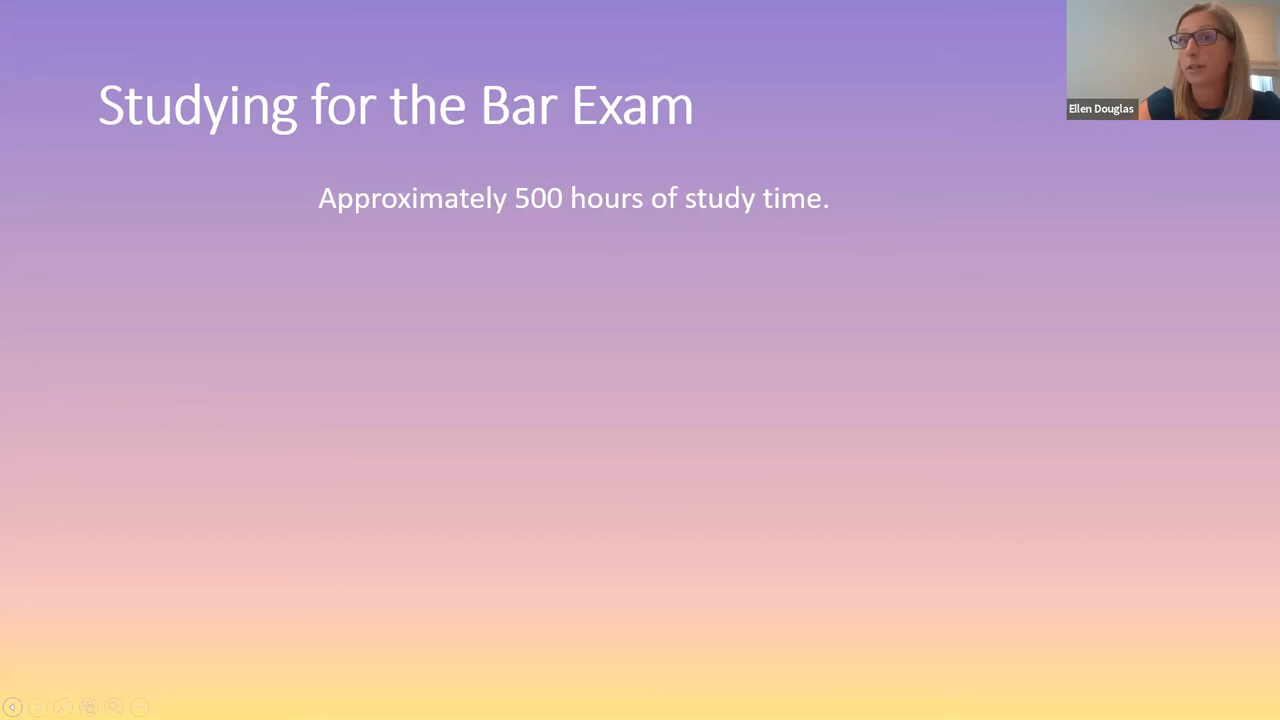 Studying for the Bar Exam
Ellen Douglas
Approximately 500 hours of study time.